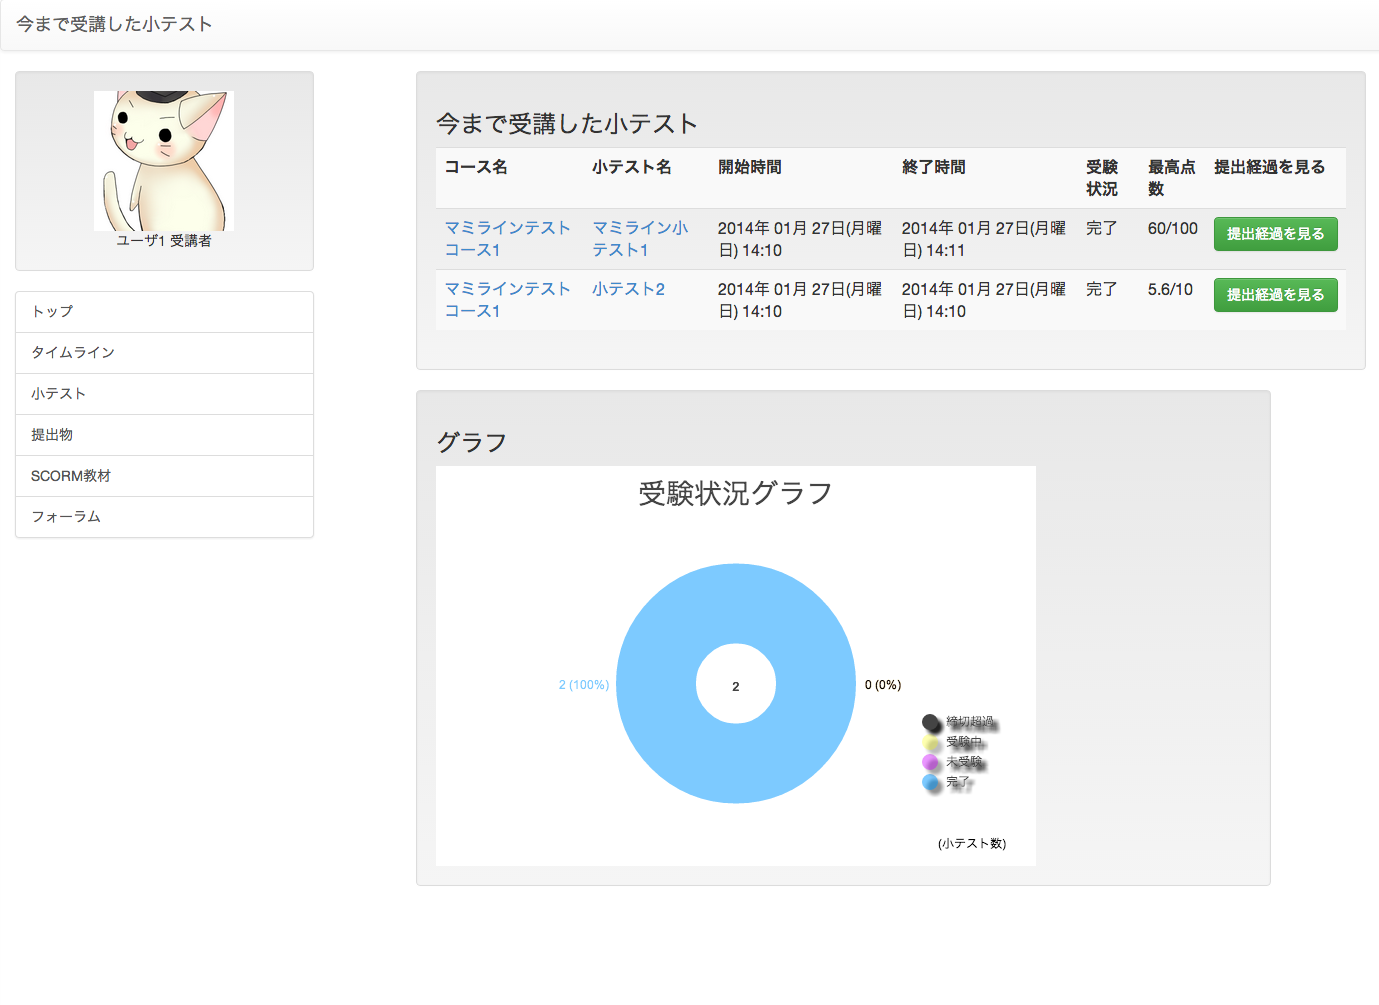 今まで受講した小テスト
ユーザ1 受講者
トップ
タイムライン
小テスト
提出物
SCORM教材
フォーラム
今まで受講した小テスト
コース名 小テスト名 開始時間 終了時間 受験 最高点 提出経過を見る
状況 数
マミラインテスト マミライン小 2014年 01月 27日(月曜 2014年 01月 27日(月曜 完了 60/100 提出経過を見る
コース1 テスト1 日) 14:10 日) 14:11
マミラインテスト 小テスト2 2014年 01月 27日(月曜 2014年 01月 27日(月曜 完了 5.6/10 提出経過を見る
コース1 日) 14:10 日) 14:10
グラフ
受験状況グラフ
2 (100%) 2 0 (0%)
締切超過
受験中
未受験
完了
(小テスト数)